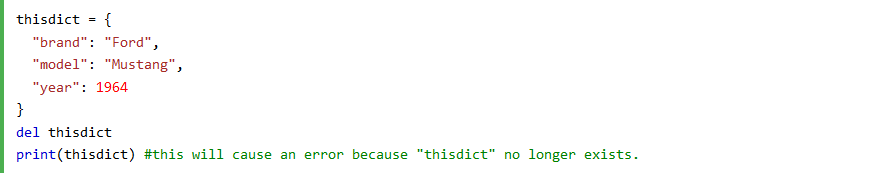 thisdict = {
  "brand": "Ford",
  "model": "Mustang",
  "year": 1964
}
del thisdict
print(thisdict) #this will cause an error because "thisdict" no longer exists.